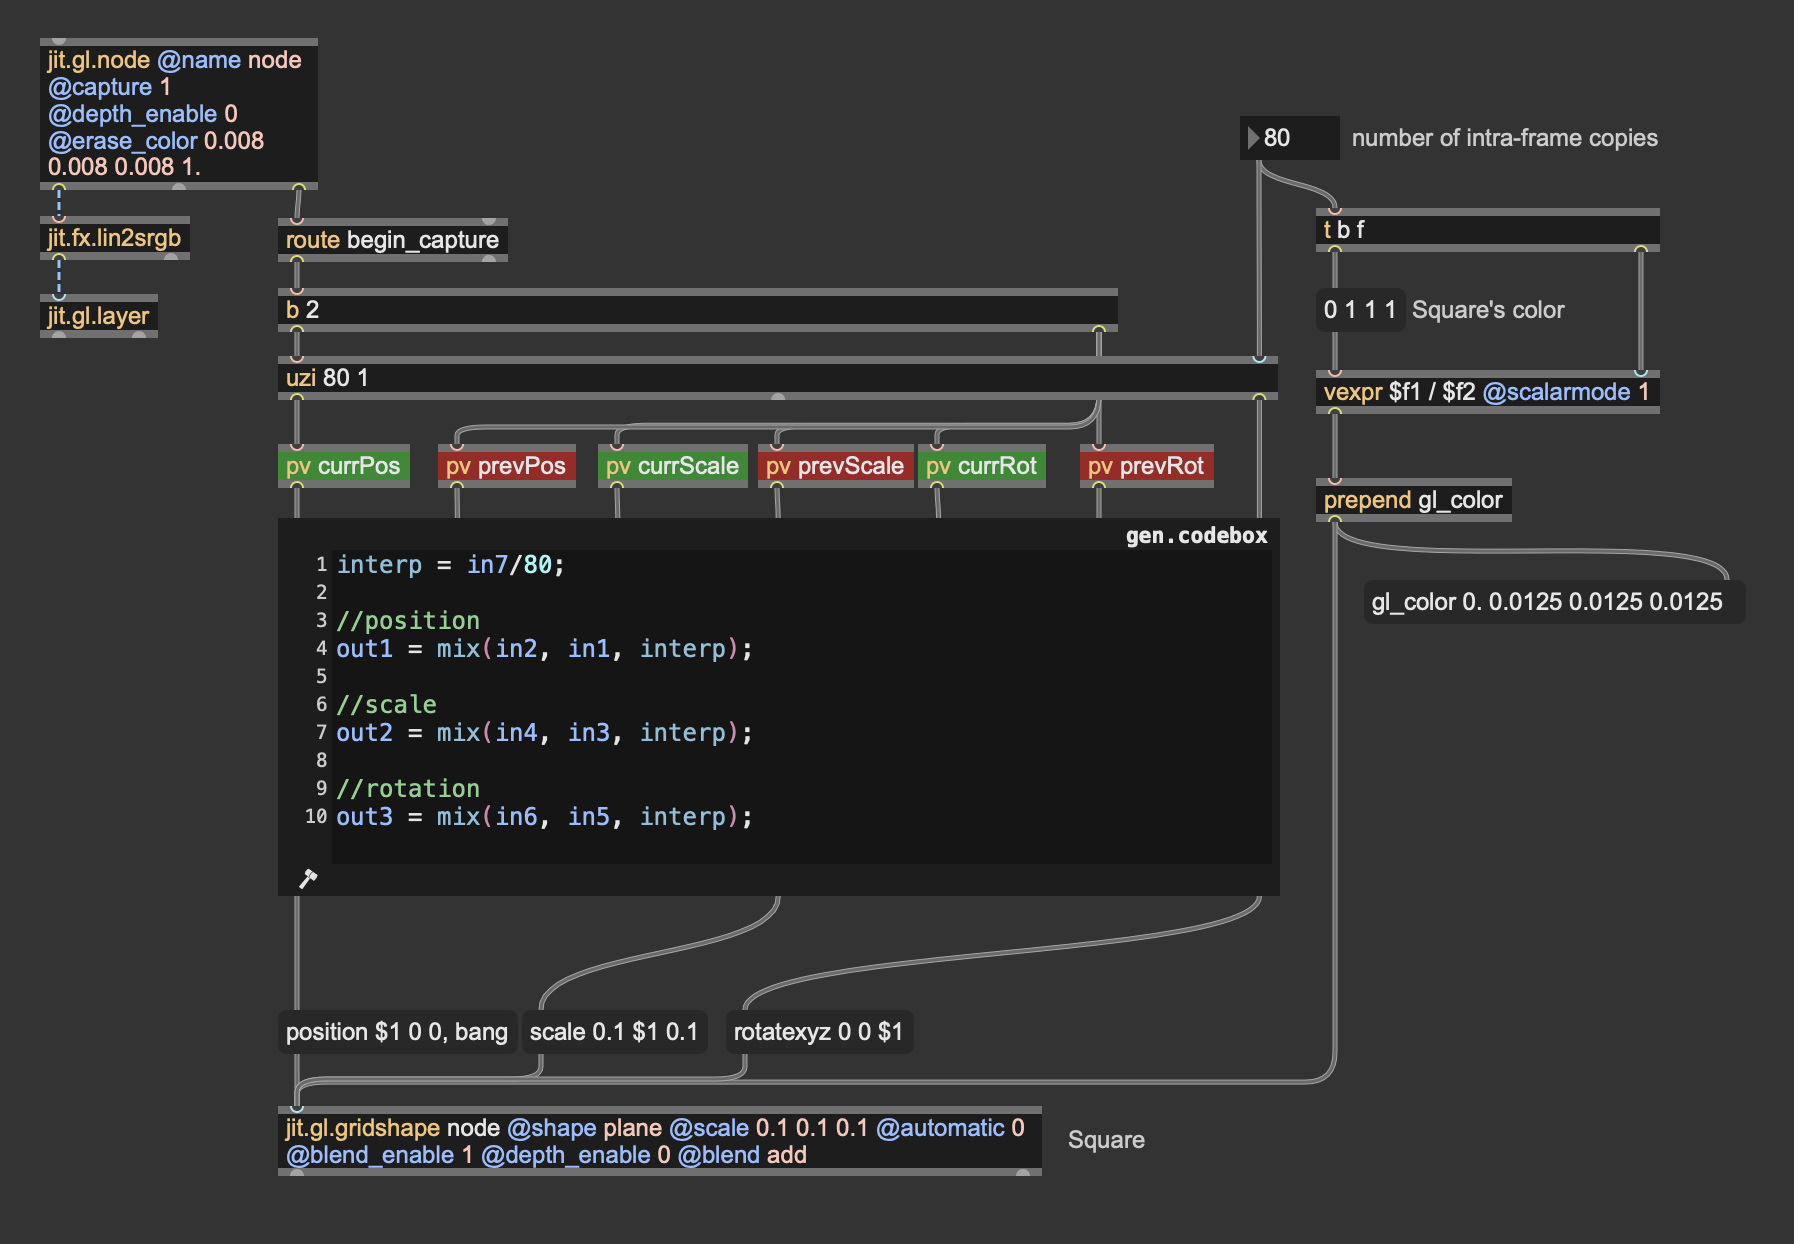 jit.gl.node @name node
@capture 1
@depth_enable 0
@erase_color 0.008
0.008 0.008 1.
jit.fx.lin2srgb
jit.gl.layer
route begin_capture
b 2
uzi 80 1
80
number of intra-frame copies
t b f
0 1 1 1
Square's color
vexpr $f1 / $f2 @scalarmode 1
prepend gl_color
gl_color 0. 0.0125 0.0125 0.0125
pv currPos
pv prevPos
pv currScale
pv prevScale
pv currRot
pv prevRot
gen.codebox
1 interp = in7/80;
2
3 //position
4 out1 = mix(in2, in1, interp);
5
6 //scale
7 out2 = mix(in4, in3, interp);
8
9 //rotation
10 out3 = mix(in6, in5, interp);
position $1 0 0, bang
scale 0.1 $1 0.1
rotatexyz 0 0 $1
jit.gl.gridshape node @shape plane @scale 0.1 0.1 0.1 @automatic 0
@blend_enable 1 @depth_enable 0 @blend add
Square